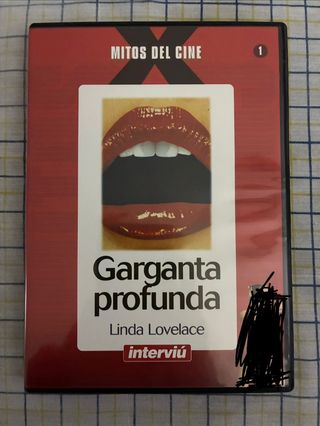 X
MITOS DEL CINE
1
Garganta
profunda
Linda Lovelace
interviú